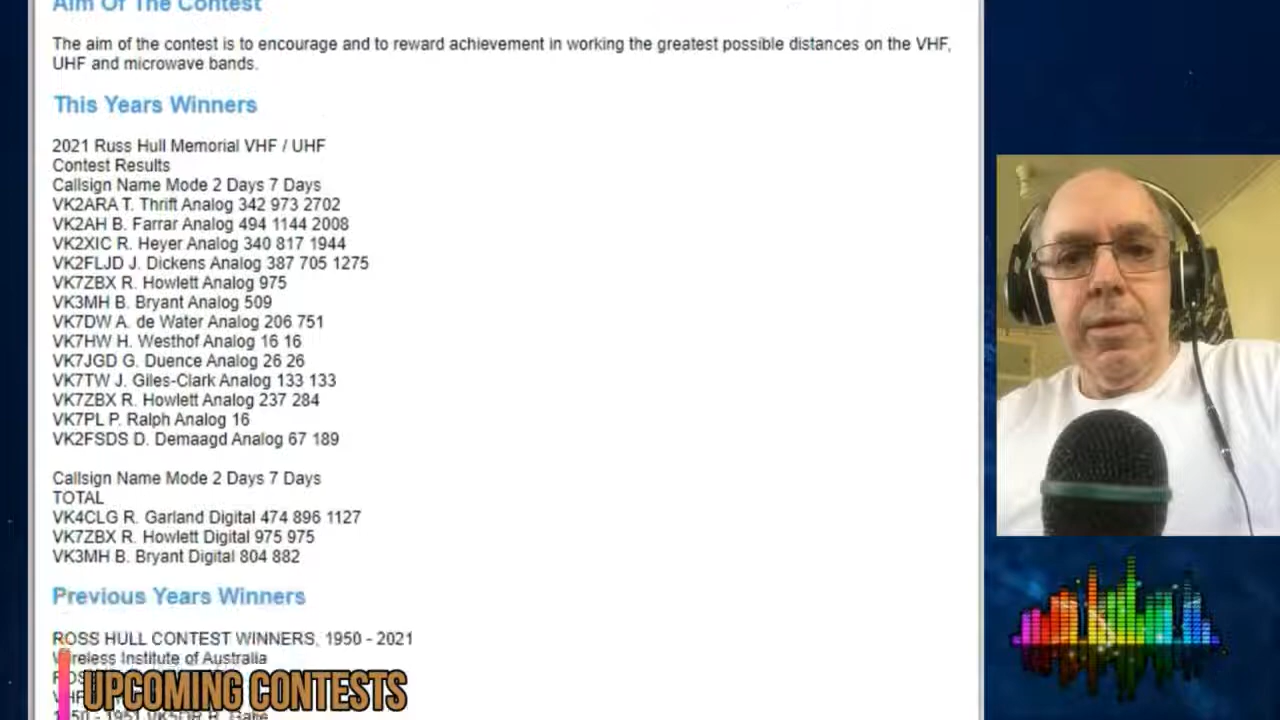 Aim Of The Contest
The aim of the contest is to encourage and to reward achievement in working the greatest possible distances on the VHF,
UHF and microwave bands.
This Years Winners
2021 Russ Hull Memorial VHF / UHF
Contest Results
Callsign Name Mode 2 Days 7 Days
VK2ARA T. Thrift Analog 342 973 2702
VK2AH B. Farrar Analog 494 1144 2008
VK2XIC R. Heyer Analog 340 817 1944
VK2FLJD J. Dickens Analog 387 705 1275
VK7ZBX R. Howlett Analog 975
VK3MH B. Bryant Analog 509
VK7DW A. de Water Analog 206 751
VK7HW H. Westhof Analog 16 16
VK7JGD G. Duence Analog 26 26
VK7TW J. Giles-Clark Analog 133 133
VK7ZBX R. Howlett Analog 237 284
VK7PL P. Ralph Analog 16
VK2FSDS D. Demaagd Analog 67 189
Callsign Name Mode 2 Days 7 Days
TOTAL
VK4CLG R. Garland Digital 474 896 1127
VK7ZBX R. Howlett Digital 975 975
VK3MH B. Bryant Digital 804 882
Previous Years Winners
ROSS HULL CONTEST WINNERS, 1950 - 2021
Wireless Institute of Australia
UPCOMING CONTESTS